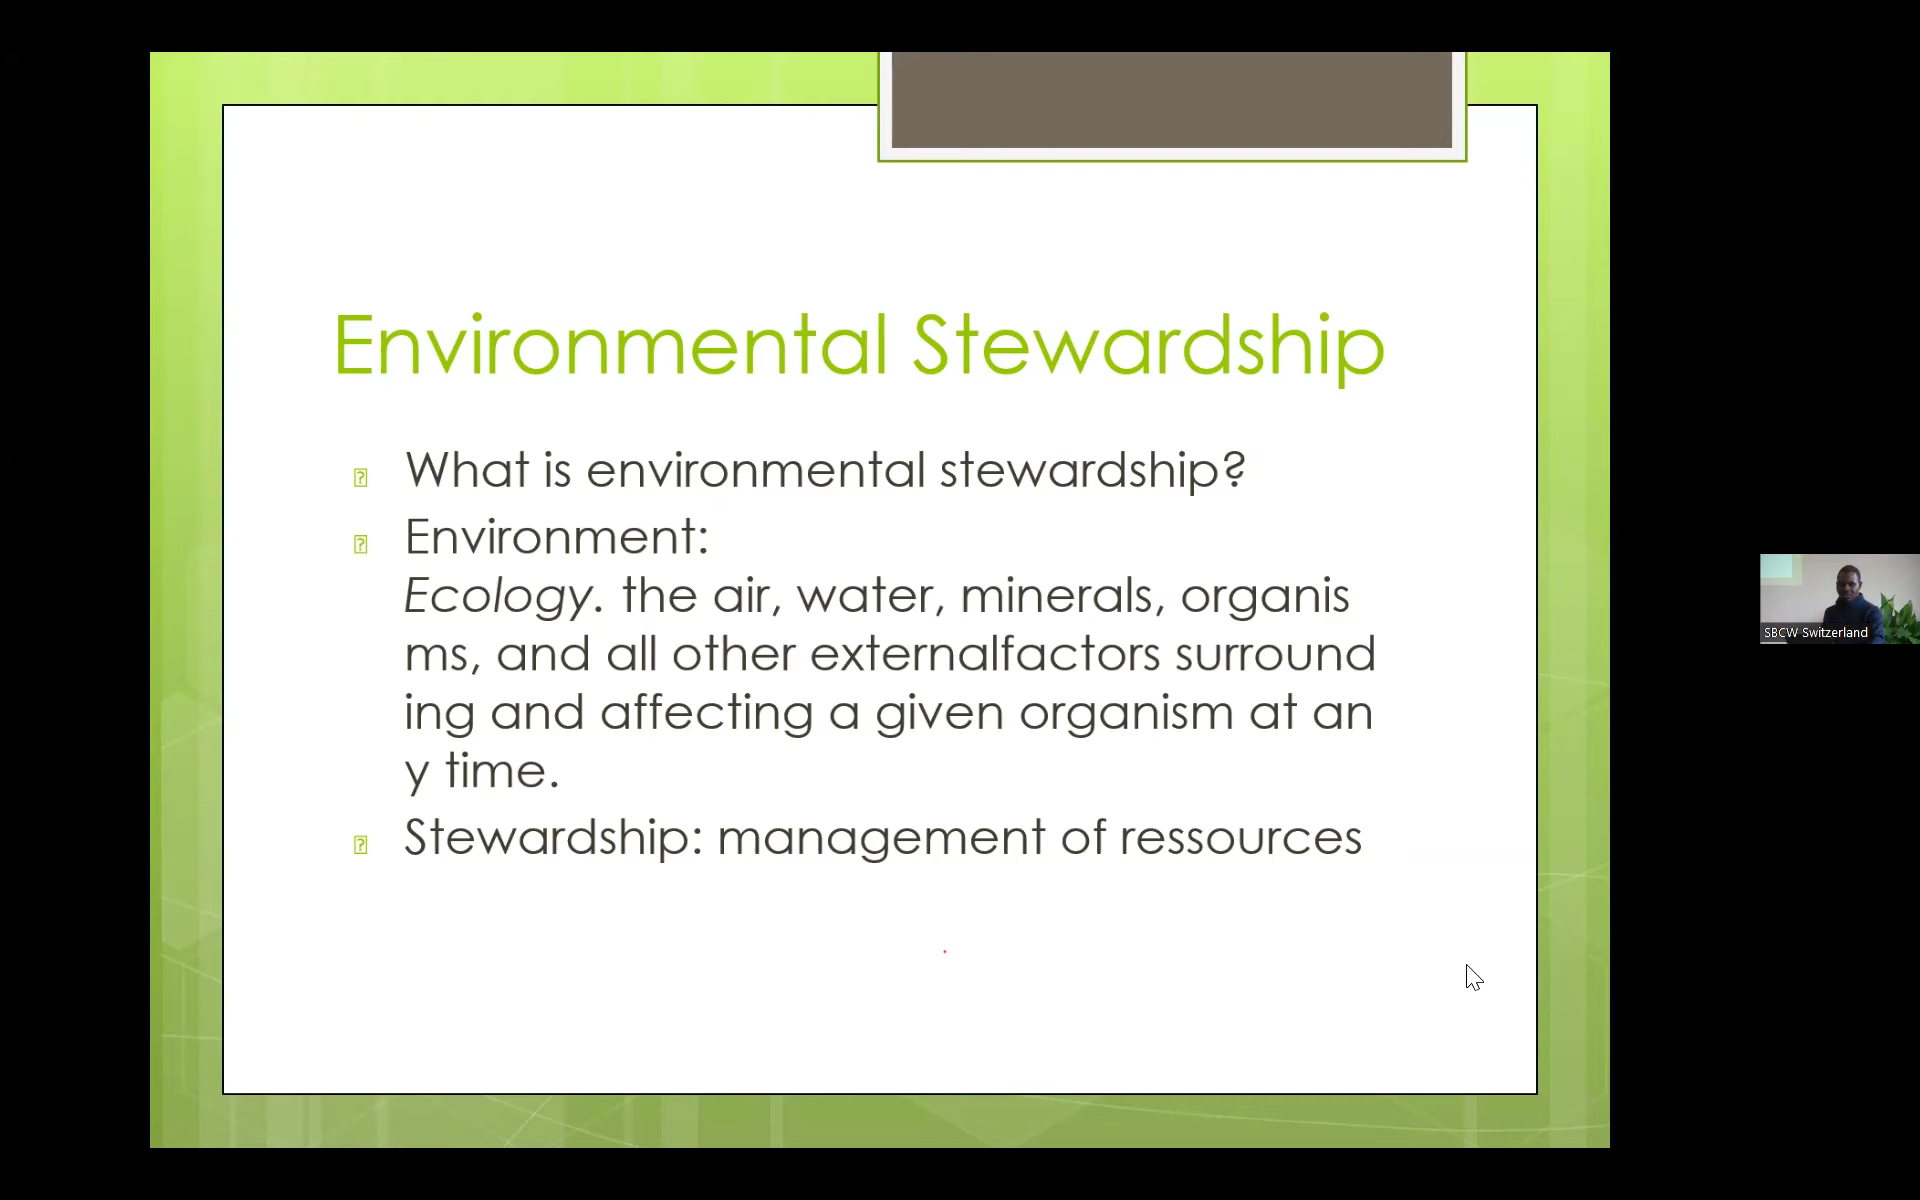 Environmental Stewardship
What is environmental stewardship?
Environment:
Ecology. the air, water, minerals, organis
ms, and all other externalfactors surround
ing and affecting a given organism at an
y time.
Stewardship: management of ressources
SBCW Switzerland